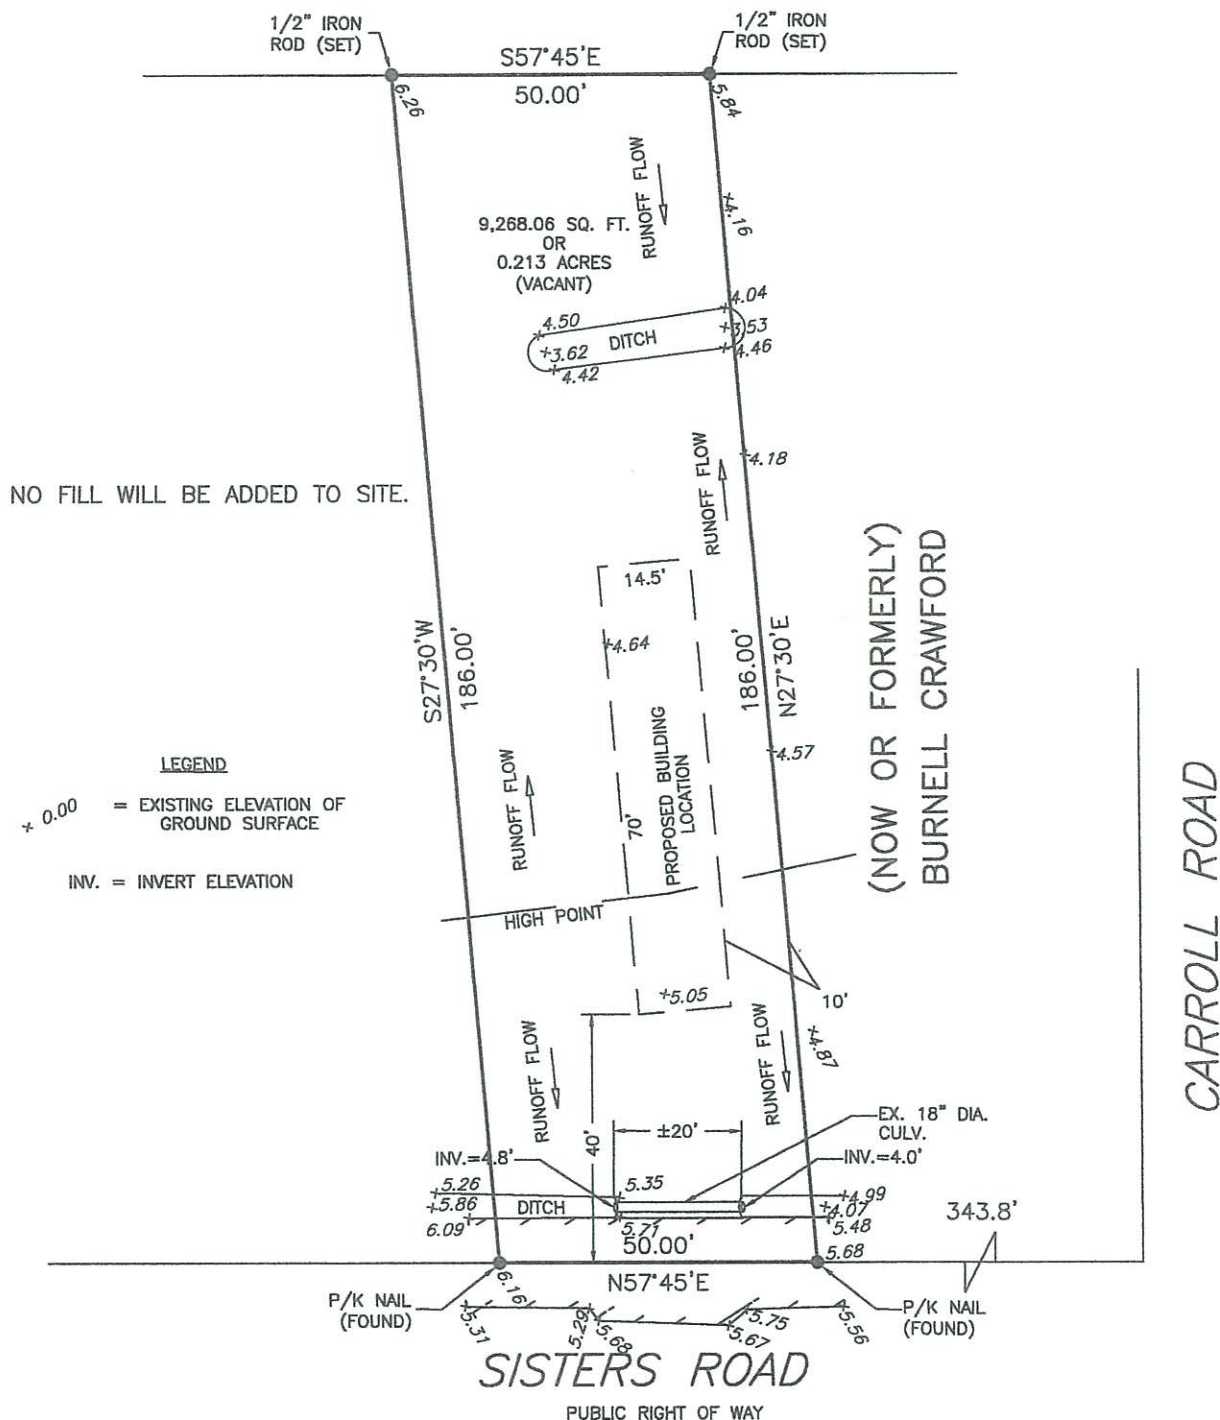 1/2" IRON
ROD (SET)
1/2" IRON
ROD (SET)
S57°45'E
50.00'
6.26
5.84
RUNOFF FLOW
4.16
9,268.06 SQ. FT.
OR
0.213 ACRES
(VACANT)
4.04
4.50
3.53
DITCH
3.62
4.46
4.42
4.18
RUNOFF FLOW
NO FILL WILL BE ADDED TO SITE.
14.5'
4.64
S27°30'W
186.00'
186.00'
N27°30'E
(NOW OR FORMERLY)
BURNELL CRAWFORD
4.57
PROPOSED BUILDING
LOCATION
70'
LEGEND
+ 0.00 = EXISTING ELEVATION OF
GROUND SURFACE
INV. = INVERT ELEVATION
RUNOFF FLOW
HIGH POINT
CARROLL ROAD
5.05
10'
4.87
RUNOFF FLOW
RUNOFF FLOW
EX. 18" DIA.
CULV.
±20'
40'
INV.=4.8'
INV.=4.0'
5.26
5.35
4.99
5.86
DITCH
4.07
6.09
5.71
5.48
343.8'
50.00'
5.68
N57°45'E
6.16
P/K NAIL
(FOUND)
P/K NAIL
(FOUND)
5.31
5.29
5.68
5.67
5.75
5.56
SISTERS ROAD
PUBLIC RIGHT OF WAY